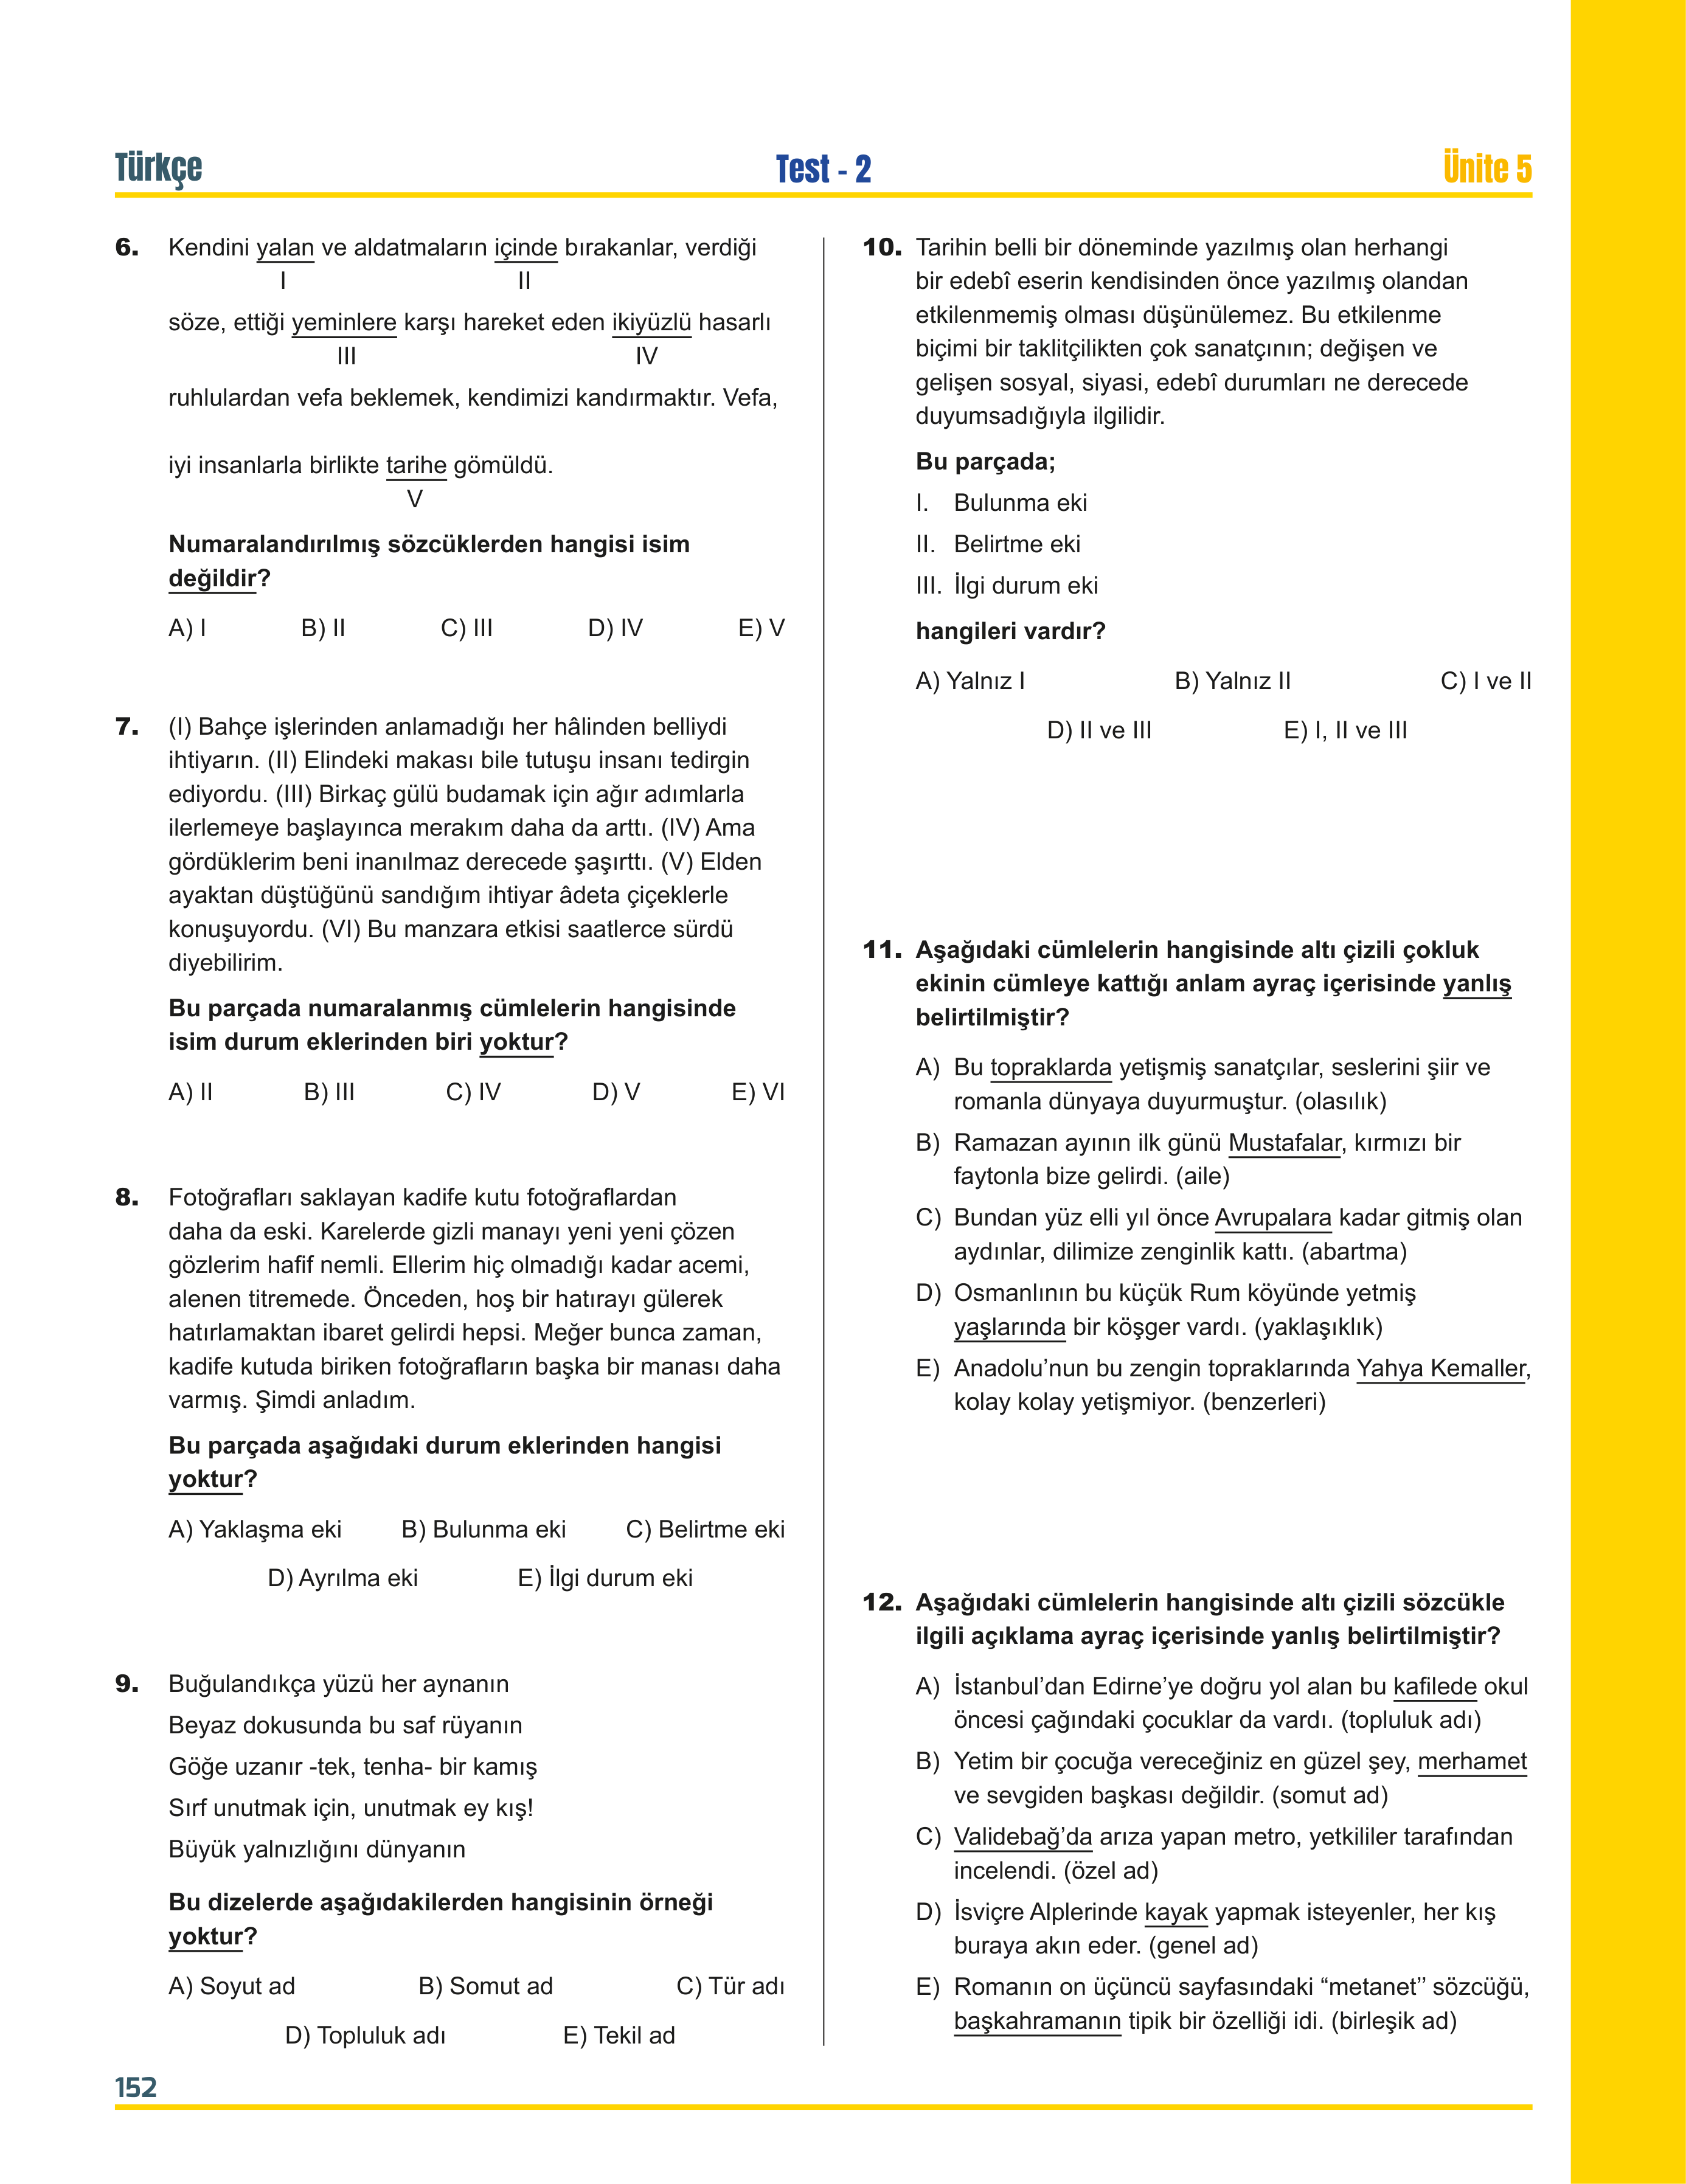 Türkçe
Test - 2
Ünite 5
6. Kendini yalan ve aldatmaların içinde bırakanlar, verdiği
I II
söze, ettiği yeminlere karşı hareket eden ikiyüzlü hasarlı
III IV
ruhlulardan vefa beklemek, kendimizi kandırmaktır. Vefa,
iyi insanlarla birlikte tarihe gömüldü.
V
Numaralandırılmış sözcüklerden hangisi isim
değildir?
A) I B) II C) III D) IV E) V
7. (I) Bahçe işlerinden anlamadığı her hâlinden belliydi
ihtiyarın. (II) Elindeki makası bile tutuşu insanı tedirgin
ediyordu. (III) Birkaç gülü budamak için ağır adımlarla
ilerlemeye başlayınca merakım daha da arttı. (IV) Ama
gördüklerim beni inanılmaz derecede şaşırttı. (V) Elden
ayaktan düştüğünü sandığım ihtiyar âdeta çiçeklerle
konuşuyordu. (VI) Bu manzara etkisi saatlerce sürdü
diyebilirim.
Bu parçada numaralanmış cümlelerin hangisinde
isim durum eklerinden biri yoktur?
A) II B) III C) IV D) V E) VI
8. Fotoğrafları saklayan kadife kutu fotoğraflardan
daha da eski. Karelerde gizli manayı yeni yeni çözen
gözlerim hafif nemli. Ellerim hiç olmadığı kadar acemi,
alenen titremede. Önceden, hoş bir hatırayı gülerek
hatırlamaktan ibaret gelirdi hepsi. Meğer bunca zaman,
kadife kutuda biriken fotoğrafların başka bir manası daha
varmış. Şimdi anladım.
Bu parçada aşağıdaki durum eklerinden hangisi
yoktur?
A) Yaklaşma eki B) Bulunma eki C) Belirtme eki
D) Ayrılma eki E) İlgi durum eki
9. Buğulandıkça yüzü her aynanın
Beyaz dokusunda bu saf rüyanın
Göğe uzanır -tek, tenha- bir kamış
Sırf unutmak için, unutmak ey kış!
Büyük yalnızlığını dünyanın
Bu dizelerde aşağıdakilerden hangisinin örneği
yoktur?
A) Soyut ad B) Somut ad C) Tür adı
D) Topluluk adı E) Tekil ad
10. Tarihin belli bir döneminde yazılmış olan herhangi
bir edebî eserin kendisinden önce yazılmış olandan
etkilenmemiş olması düşünülemez. Bu etkilenme
biçimi bir taklitçilikten çok sanatçının; değişen ve
gelişen sosyal, siyasi, edebî durumları ne derecede
duyumsadığıyla ilgilidir.
Bu parçada;
I. Bulunma eki
II. Belirtme eki
III. İlgi durum eki
hangileri vardır?
A) Yalnız I B) Yalnız II C) I ve II
D) II ve III E) I, II ve III
11. Aşağıdaki cümlelerin hangisinde altı çizili çokluk
ekinin cümleye kattığı anlam ayraç içerisinde yanlış
belirtilmiştir?
A) Bu topraklarda yetişmiş sanatçılar, seslerini şiir ve
romanla dünyaya duyurmuştur. (olasılık)
B) Ramazan ayının ilk günü Mustafalar, kırmızı bir
faytonla bize gelirdi. (aile)
C) Bundan yüz elli yıl önce Avrupalara kadar gitmiş olan
aydınlar, dilimize zenginlik kattı. (abartma)
D) Osmanlının bu küçük Rum köyünde yetmiş
yaşlarında bir köşger vardı. (yaklaşıklık)
E) Anadolu’nun bu zengin topraklarında Yahya Kemaller,
kolay kolay yetişmiyor. (benzerleri)
12. Aşağıdaki cümlelerin hangisinde altı çizili sözcükle
ilgili açıklama ayraç içerisinde yanlış belirtilmiştir?
A) İstanbul’dan Edirne’ye doğru yol alan bu kafilede okul
öncesi çağındaki çocuklar da vardı. (topluluk adı)
B) Yetim bir çocuğa vereceğiniz en güzel şey, merhamet
ve sevgiden başkası değildir. (somut ad)
C) Validebağ’da arıza yapan metro, yetkililer tarafından
incelendi. (özel ad)
D) İsviçre Alplerinde kayak yapmak isteyenler, her kış
buraya akın eder. (genel ad)
E) Romanın on üçüncü sayfasındaki “metanet’’ sözcüğü,
başkahramanın tipik bir özelliği idi. (birleşik ad)
152